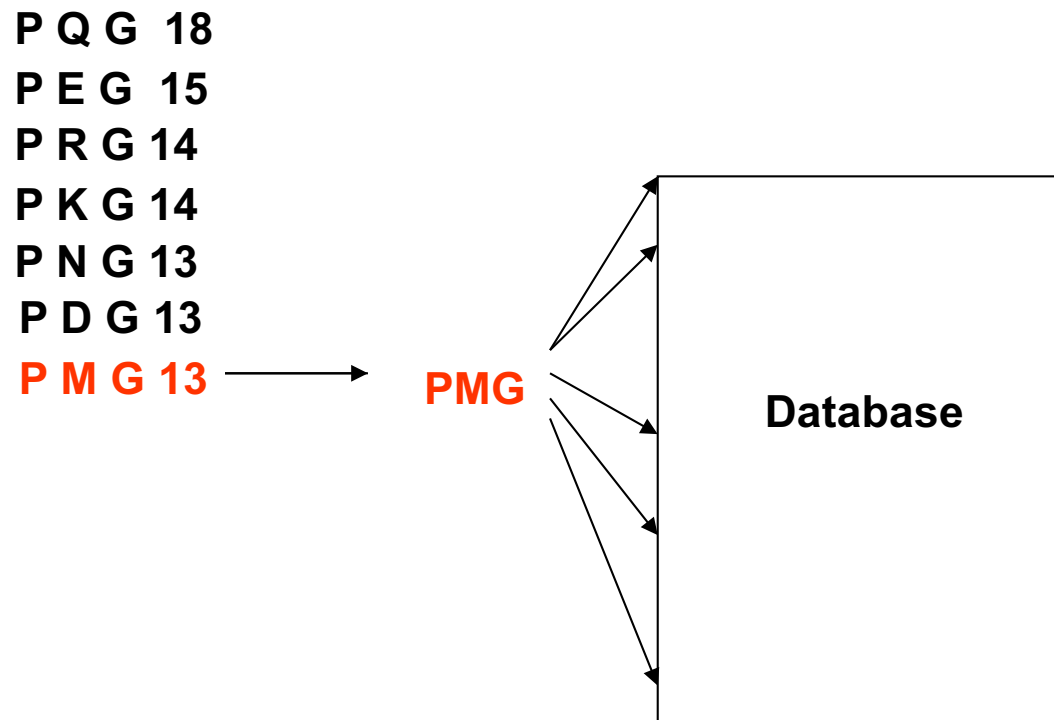 P Q G 18
P E G 15
P R G 14
P K G 14
P N G 13
P D G 13
P M G 13
PMG
Database